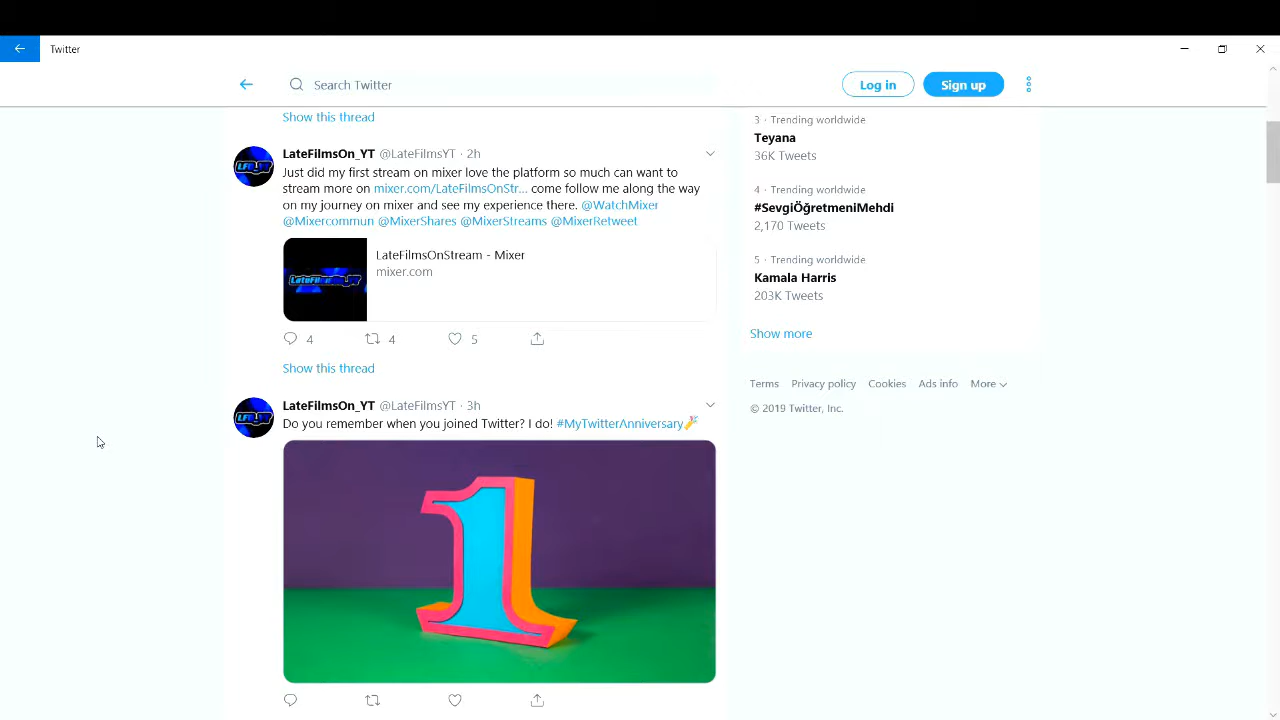 Twitter
Search Twitter
Log in
Sign up
Show this thread
LateFilmsOn_YT @LateFilmsYT · 2h
Just did my first stream on mixer love the platform so much can want to
stream more on mixer.com/LateFilmsOnStr... come follow me along the way
on my journey on mixer and see my experience there. @WatchMixer
@Mixercommun @MixerShares @MixerStreams @MixerRetweet
LateFilmsOnStream - Mixer
mixer.com
4 4 5
Show this thread
LateFilmsOn_YT @LateFilmsYT · 3h
Do you remember when you joined Twitter? I do! #MyTwitterAnniversary
1
3 · Trending worldwide
Teyana
36K Tweets
4 · Trending worldwide
#SevgiÖğretmeniMehdi
2,170 Tweets
5 · Trending worldwide
Kamala Harris
203K Tweets
Show more
Terms Privacy policy Cookies Ads info More
© 2019 Twitter, Inc.